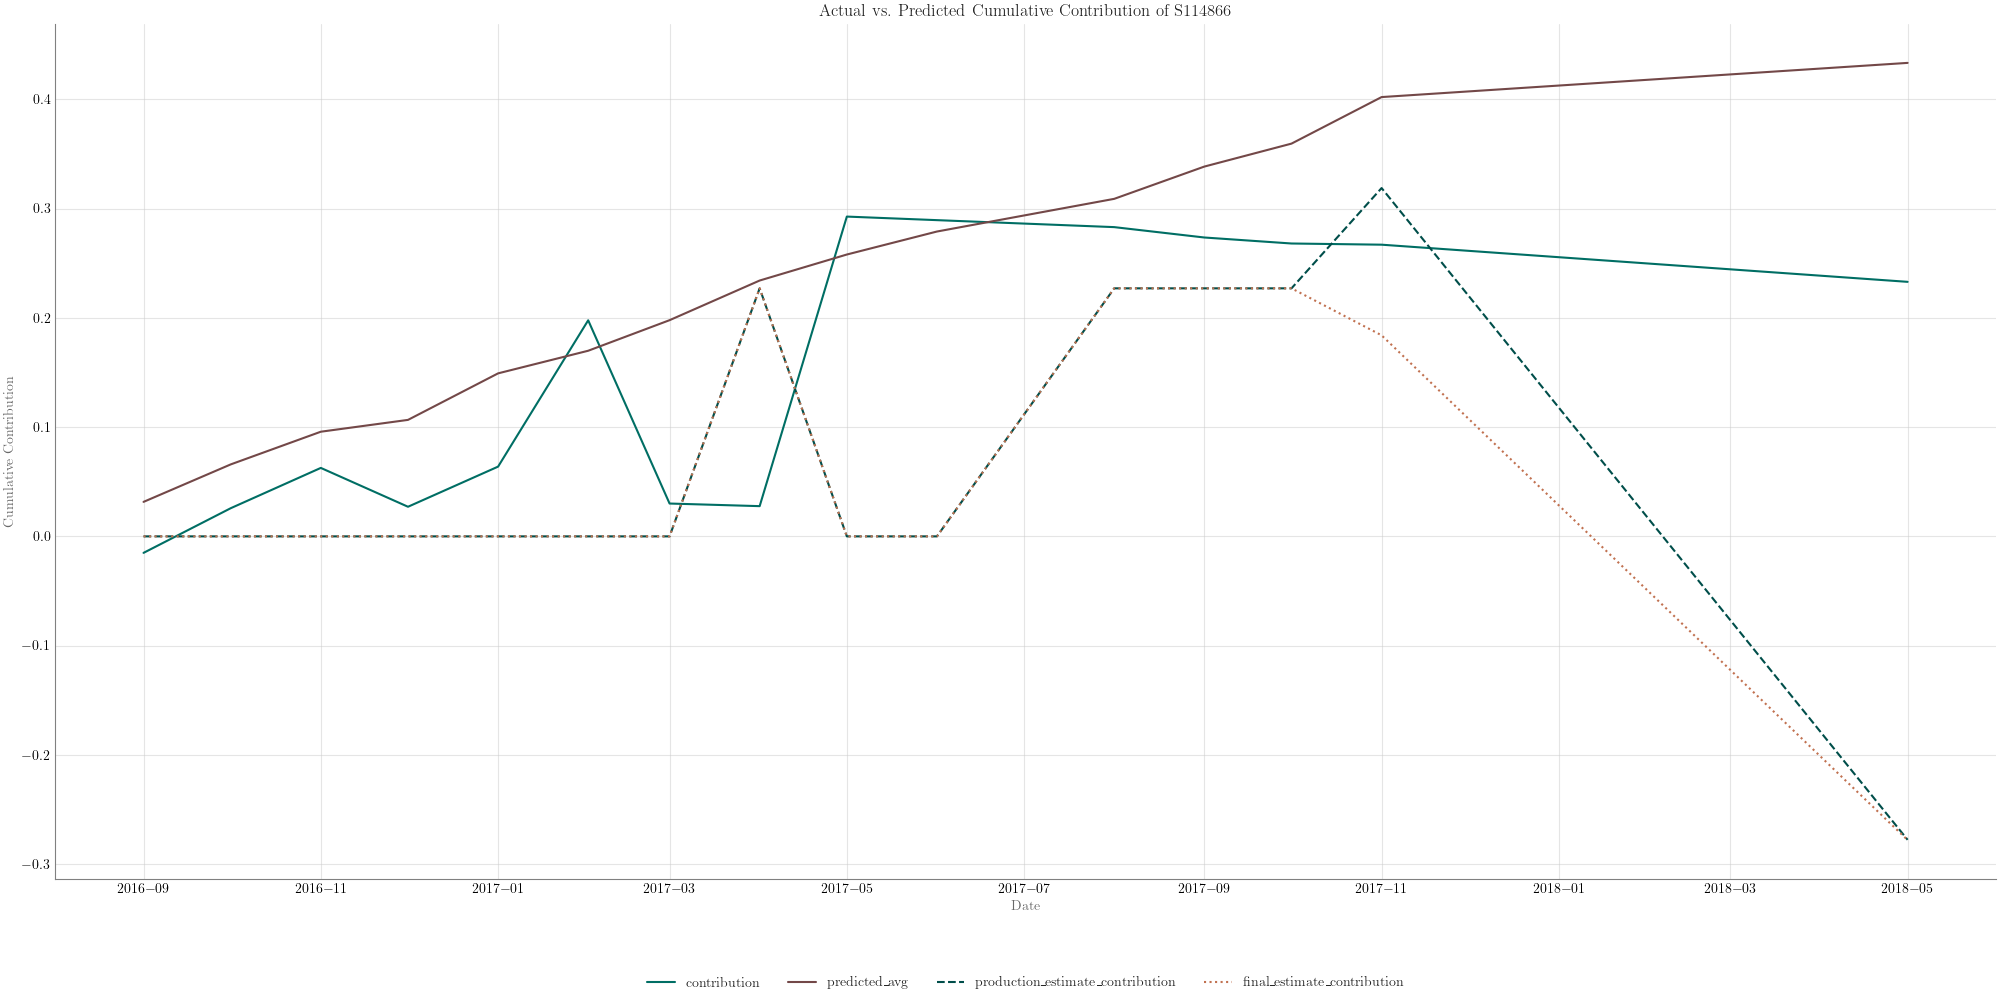 Actual vs. Predicted Cumulative Contribution of S114866
Cumulative Contribution
0.4
0.3
0.2
0.1
0.0
−0.1
−0.2
−0.3
2016−09 2016−11 2017−01 2017−03 2017−05 2017−07 2017−09 2017−11 2018−01 2018−03 2018−05
Date
contribution predicted_avg production_estimate_contribution final_estimate_contribution